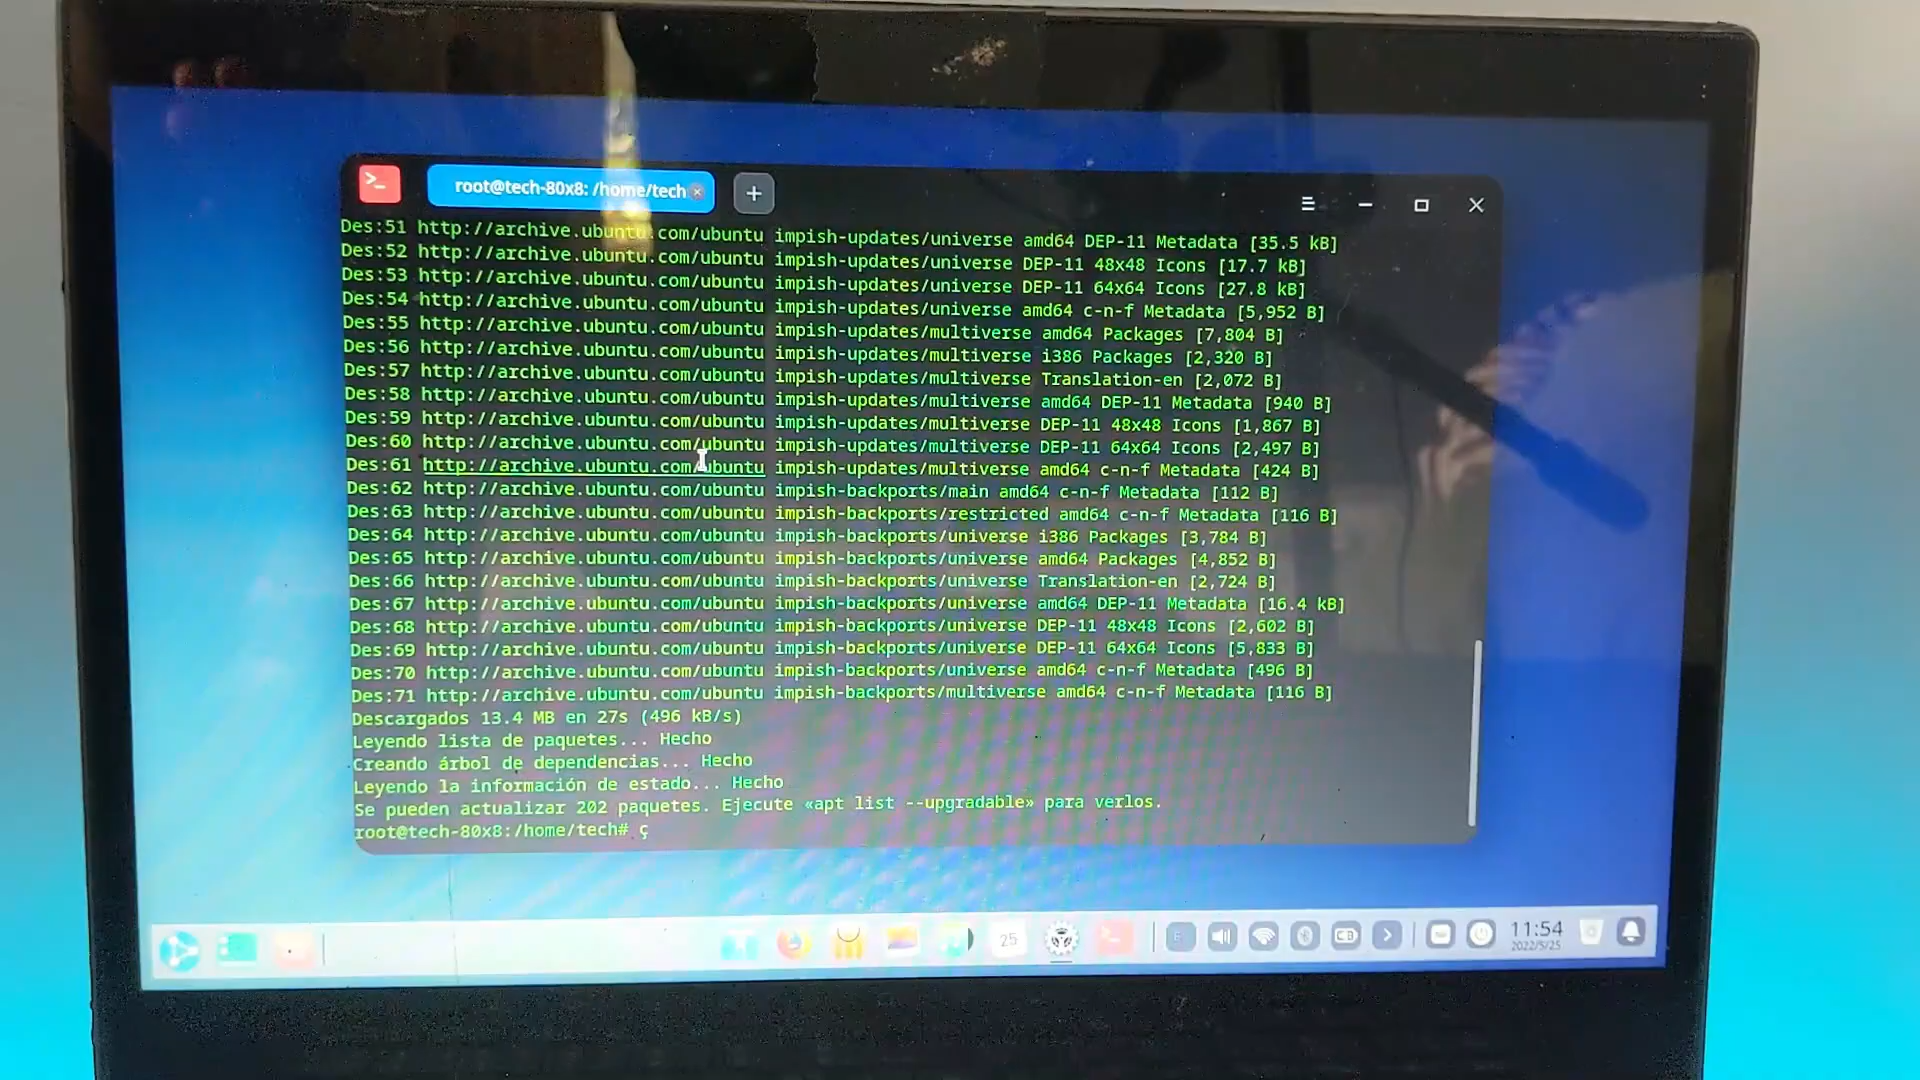 root@tech-80x8: /home/tech
Des:51 http://archive.ubuntu.com/ubuntu impish-updates/universe amd64 DEP-11 Metadata [35.5 kB]
Des:52 http://archive.ubuntu.com/ubuntu impish-updates/universe DEP-11 48x48 Icons [17.7 kB]
Des:53 http://archive.ubuntu.com/ubuntu impish-updates/universe DEP-11 64x64 Icons [27.8 kB]
Des:54 http://archive.ubuntu.com/ubuntu impish-updates/universe amd64 c-n-f Metadata [5,952 B]
Des:55 http://archive.ubuntu.com/ubuntu impish-updates/multiverse amd64 Packages [7,804 B]
Des:56 http://archive.ubuntu.com/ubuntu impish-updates/multiverse i386 Packages [2,320 B]
Des:57 http://archive.ubuntu.com/ubuntu impish-updates/multiverse Translation-en [2,072 B]
Des:58 http://archive.ubuntu.com/ubuntu impish-updates/multiverse amd64 DEP-11 Metadata [940 B]
Des:59 http://archive.ubuntu.com/ubuntu impish-updates/multiverse DEP-11 48x48 Icons [1,867 B]
Des:60 http://archive.ubuntu.com/ubuntu impish-updates/multiverse DEP-11 64x64 Icons [2,497 B]
Des:61 http://archive.ubuntu.com/ubuntu impish-updates/multiverse amd64 c-n-f Metadata [424 B]
Des:62 http://archive.ubuntu.com/ubuntu impish-backports/main amd64 c-n-f Metadata [112 B]
Des:63 http://archive.ubuntu.com/ubuntu impish-backports/restricted amd64 c-n-f Metadata [116 B]
Des:64 http://archive.ubuntu.com/ubuntu impish-backports/universe i386 Packages [3,784 B]
Des:65 http://archive.ubuntu.com/ubuntu impish-backports/universe amd64 Packages [4,852 B]
Des:66 http://archive.ubuntu.com/ubuntu impish-backports/universe Translation-en [2,724 B]
Des:67 http://archive.ubuntu.com/ubuntu impish-backports/universe amd64 DEP-11 Metadata [16.4 kB]
Des:68 http://archive.ubuntu.com/ubuntu impish-backports/universe DEP-11 48x48 Icons [2,602 B]
Des:69 http://archive.ubuntu.com/ubuntu impish-backports/universe DEP-11 64x64 Icons [5,833 B]
Des:70 http://archive.ubuntu.com/ubuntu impish-backports/universe amd64 c-n-f Metadata [496 B]
Des:71 http://archive.ubuntu.com/ubuntu impish-backports/multiverse amd64 c-n-f Metadata [116 B]
Descargados 13.4 MB en 27s (496 kB/s)
Leyendo lista de paquetes... Hecho
Creando árbol de dependencias... Hecho
Leyendo la información de estado... Hecho
Se pueden actualizar 202 paquetes. Ejecute «apt list --upgradable» para verlos.
root@tech-80x8:/home/tech# ç
25
11:54
2022/5/25